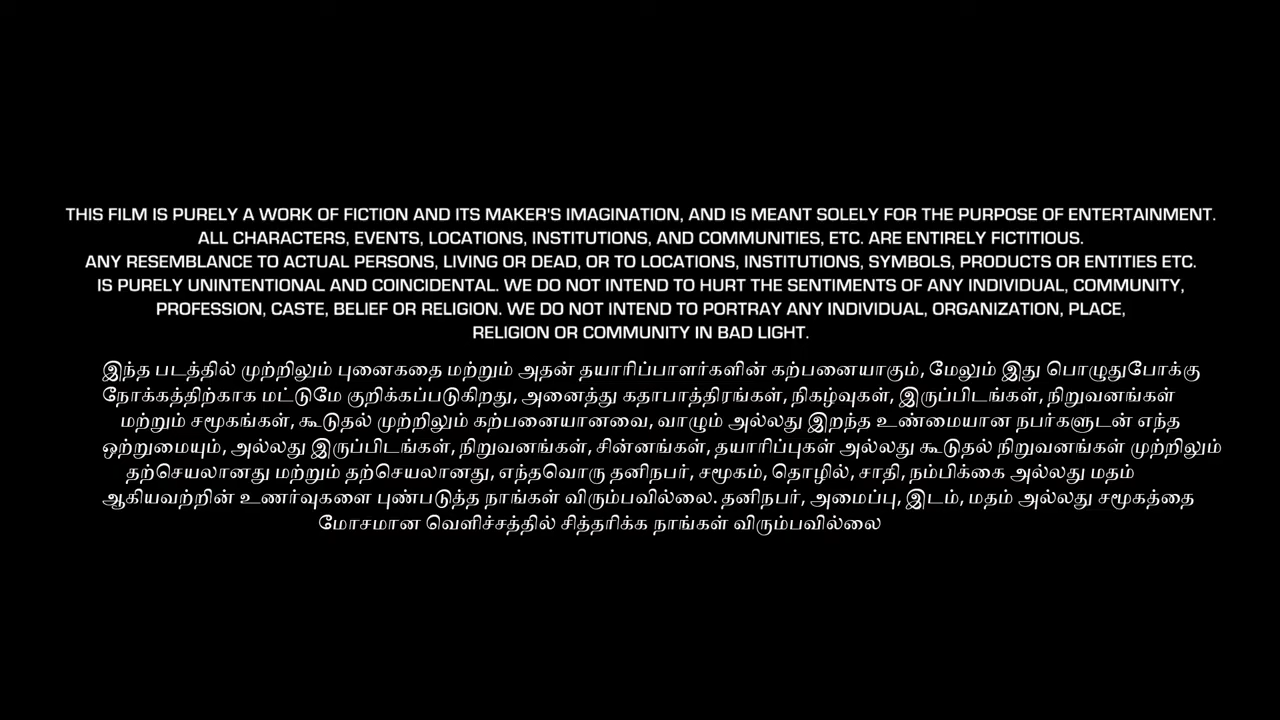 THIS FILM IS PURELY A WORK OF FICTION AND ITS MAKER'S IMAGINATION, AND IS MEANT SOLELY FOR THE PURPOSE OF ENTERTAINMENT.
ALL CHARACTERS, EVENTS, LOCATIONS, INSTITUTIONS, AND COMMUNITIES, ETC. ARE ENTIRELY FICTITIOUS.
ANY RESEMBLANCE TO ACTUAL PERSONS, LIVING OR DEAD, OR TO LOCATIONS, INSTITUTIONS, SYMBOLS, PRODUCTS OR ENTITIES ETC.
IS PURELY UNINTENTIONAL AND COINCIDENTAL. WE DO NOT INTEND TO HURT THE SENTIMENTS OF ANY INDIVIDUAL, COMMUNITY,
PROFESSION, CASTE, BELIEF OR RELIGION. WE DO NOT INTEND TO PORTRAY ANY INDIVIDUAL, ORGANIZATION, PLACE,
RELIGION OR COMMUNITY IN BAD LIGHT.
இந்த படத்தில் முற்றிலும் புனைகதை மற்றும் அதன் தயாரிப்பாளர்களின் கற்பனையாகும், மேலும் இது பொழுதுபோக்கு
நோக்கத்திற்காக மட்டுமே குறிக்கப்படுகிறது, அனைத்து கதாபாத்திரங்கள், நிகழ்வுகள், இருப்பிடங்கள், நிறுவனங்கள்
மற்றும் சமூகங்கள், கூடுதல் முற்றிலும் கற்பனையானவை, வாழும் அல்லது இறந்த உண்மையான நபர்களுடன் எந்த
ஒற்றுமையும், அல்லது இருப்பிடங்கள், நிறுவனங்கள், சின்னங்கள், தயாரிப்புகள் அல்லது கூடுதல் நிறுவனங்கள் முற்றிலும்
தற்செயலானது மற்றும் தற்செயலானது, எந்தவொரு தனிநபர், சமூகம், தொழில், சாதி, நம்பிக்கை அல்லது மதம்
ஆகியவற்றின் உணர்வுகளை புண்படுத்த நாங்கள் விரும்பவில்லை. தனிநபர், அமைப்பு, இடம், மதம் அல்லது சமூகத்தை
மோசமான வெளிச்சத்தில் சித்தரிக்க நாங்கள் விரும்பவில்லை